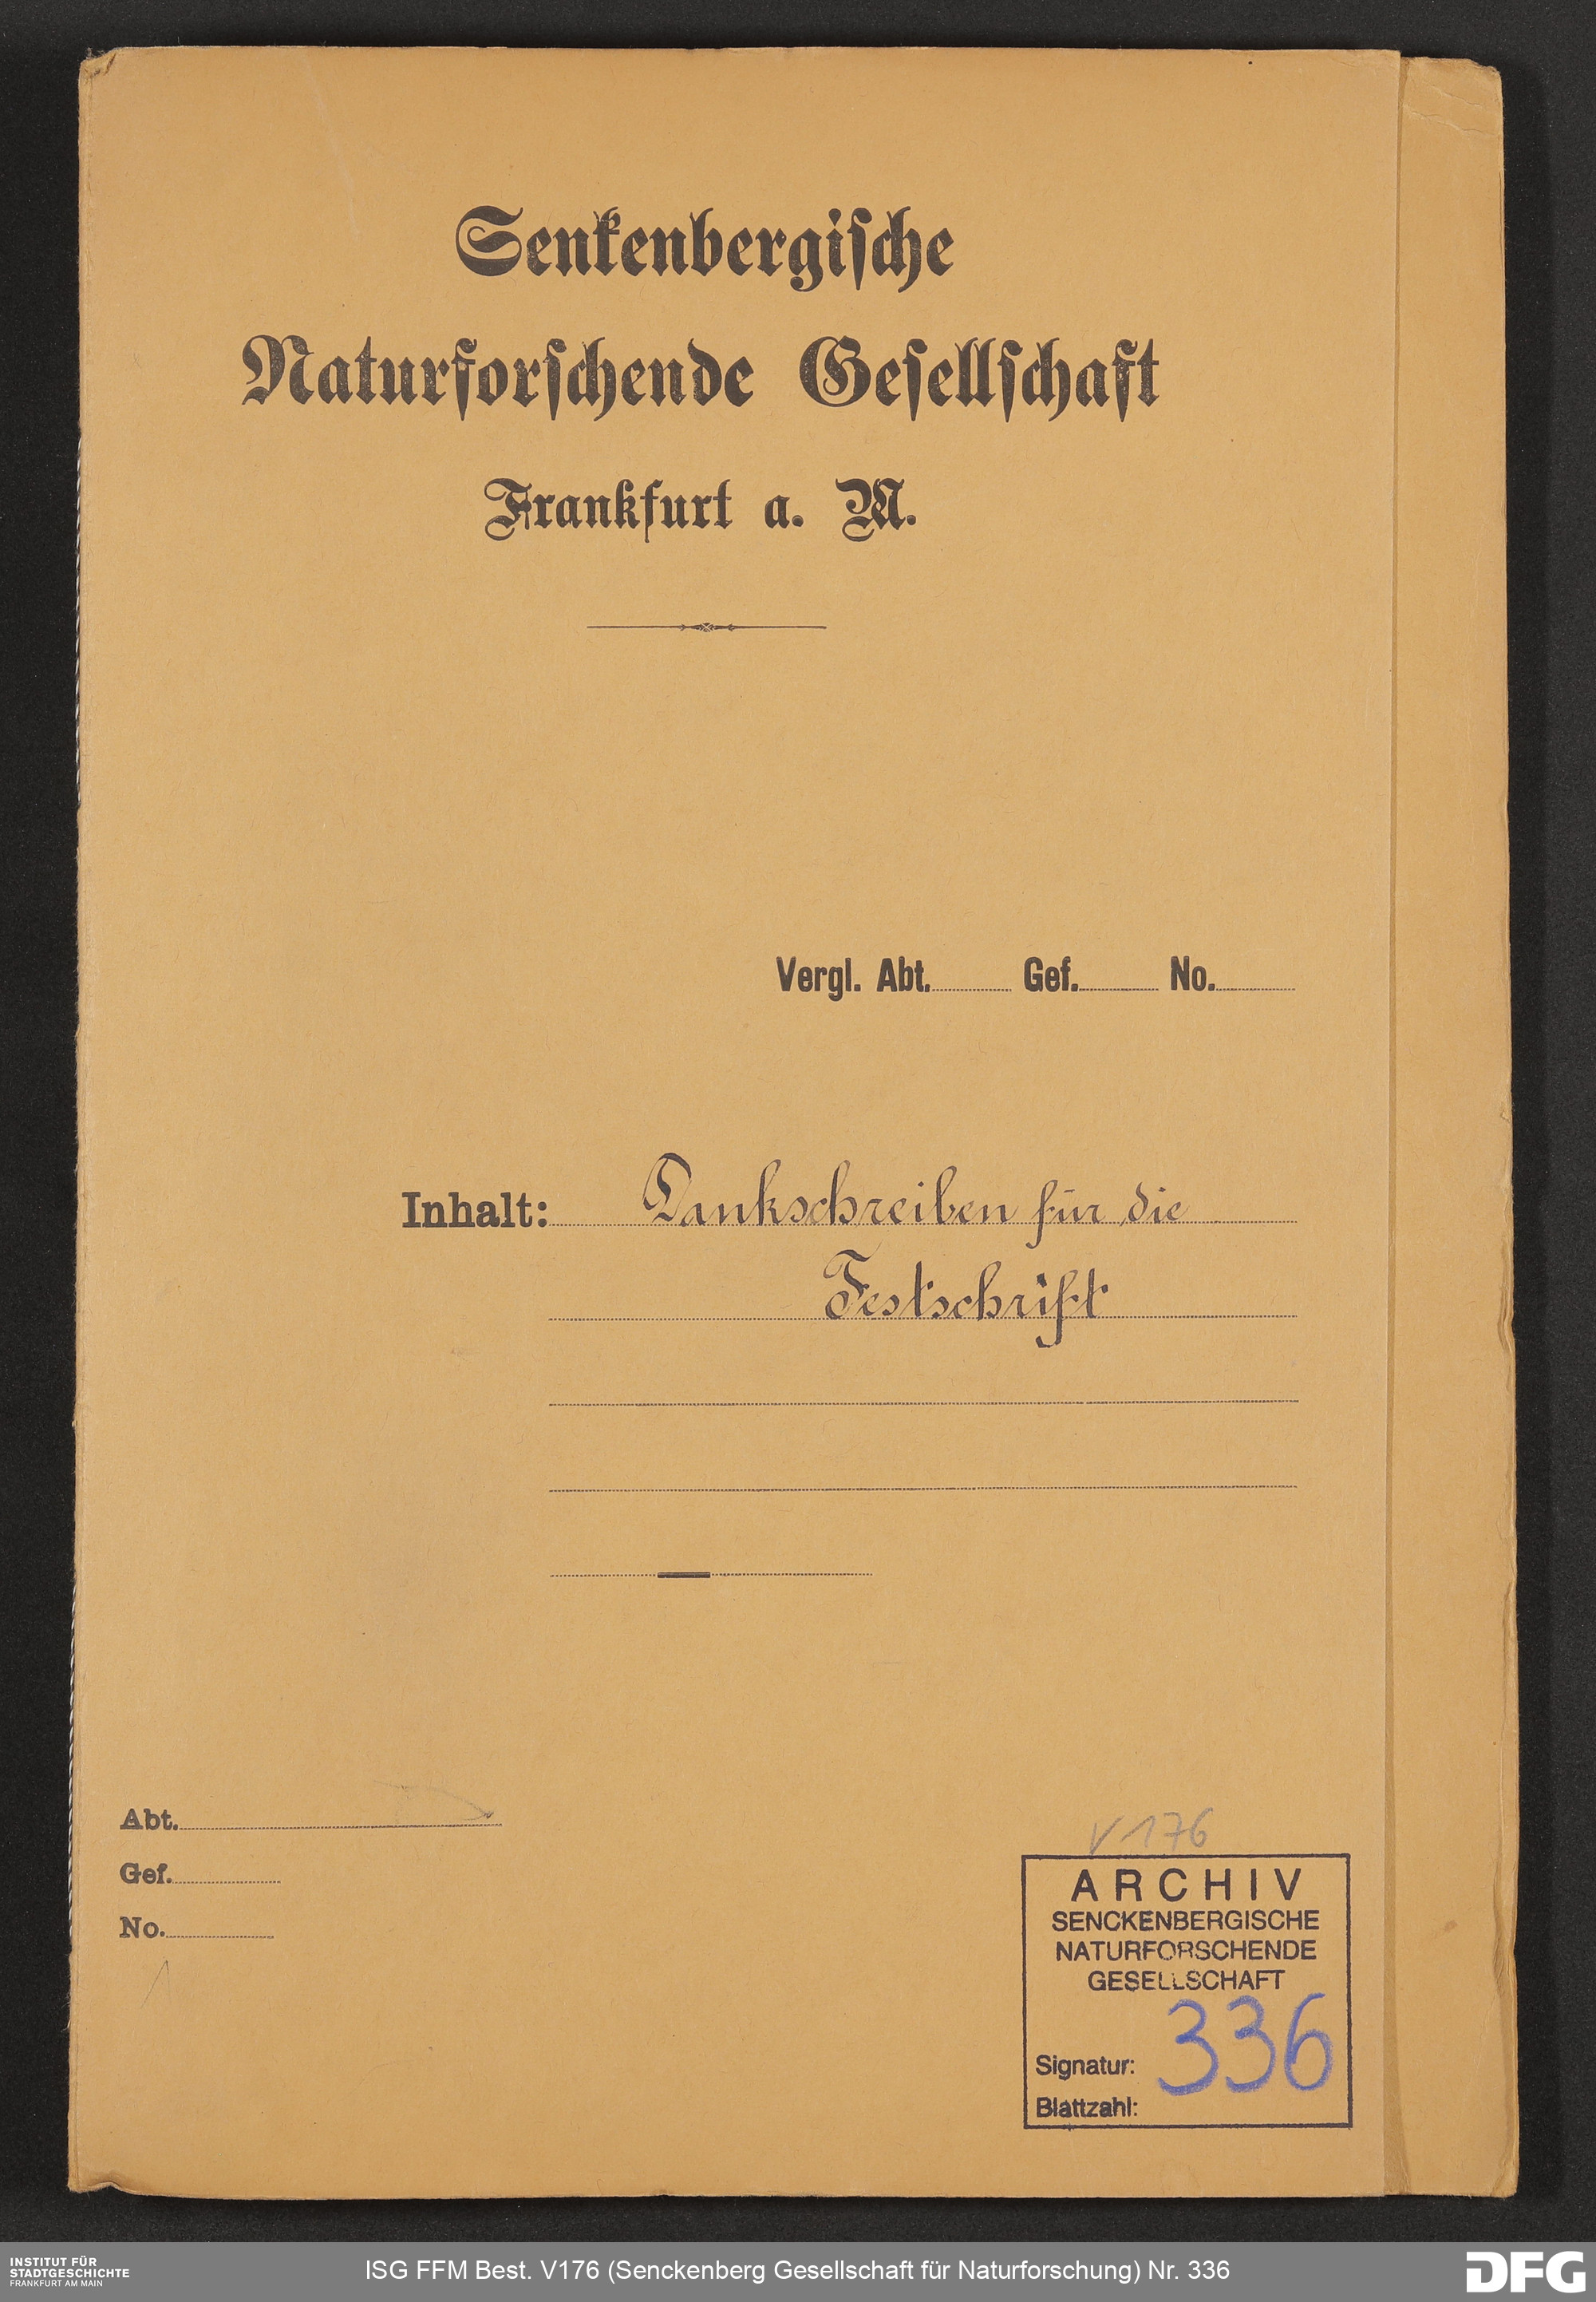 Senkenbergische
Naturforschende Gesellschaft
Frankfurt a. M.
Vergl. Abt. Gef. No.
Inhalt: Dankschreiben für die
Festschrift
Abt.
Gef.
No.
V 176
ARCHIV
SENCKENBERGISCHE
NATURFORSCHENDE
GESELLSCHAFT
Signatur: 336
Blattzahl:
INSTITUT FÜR
STADTGESCHICHTE
FRANKFURT AM MAIN
ISG FFM Best. V176 (Senckenberg Gesellschaft für Naturforschung) Nr. 336
DFG